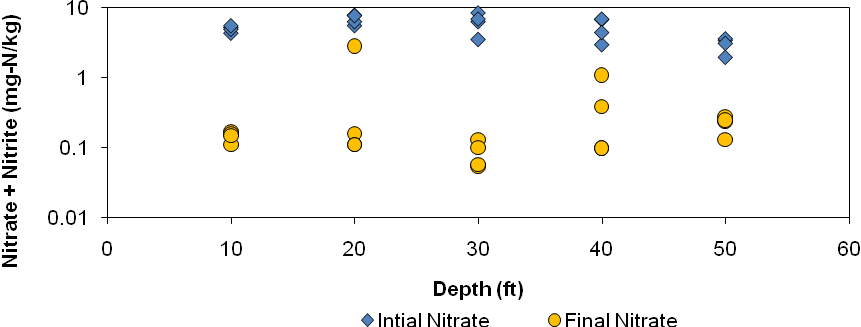 Nitrate + Nitrite (mg-N/kg)
10
1
0.1
0.01
0 10 20 30 40 50 60
Depth (ft)
Intial Nitrate Final Nitrate